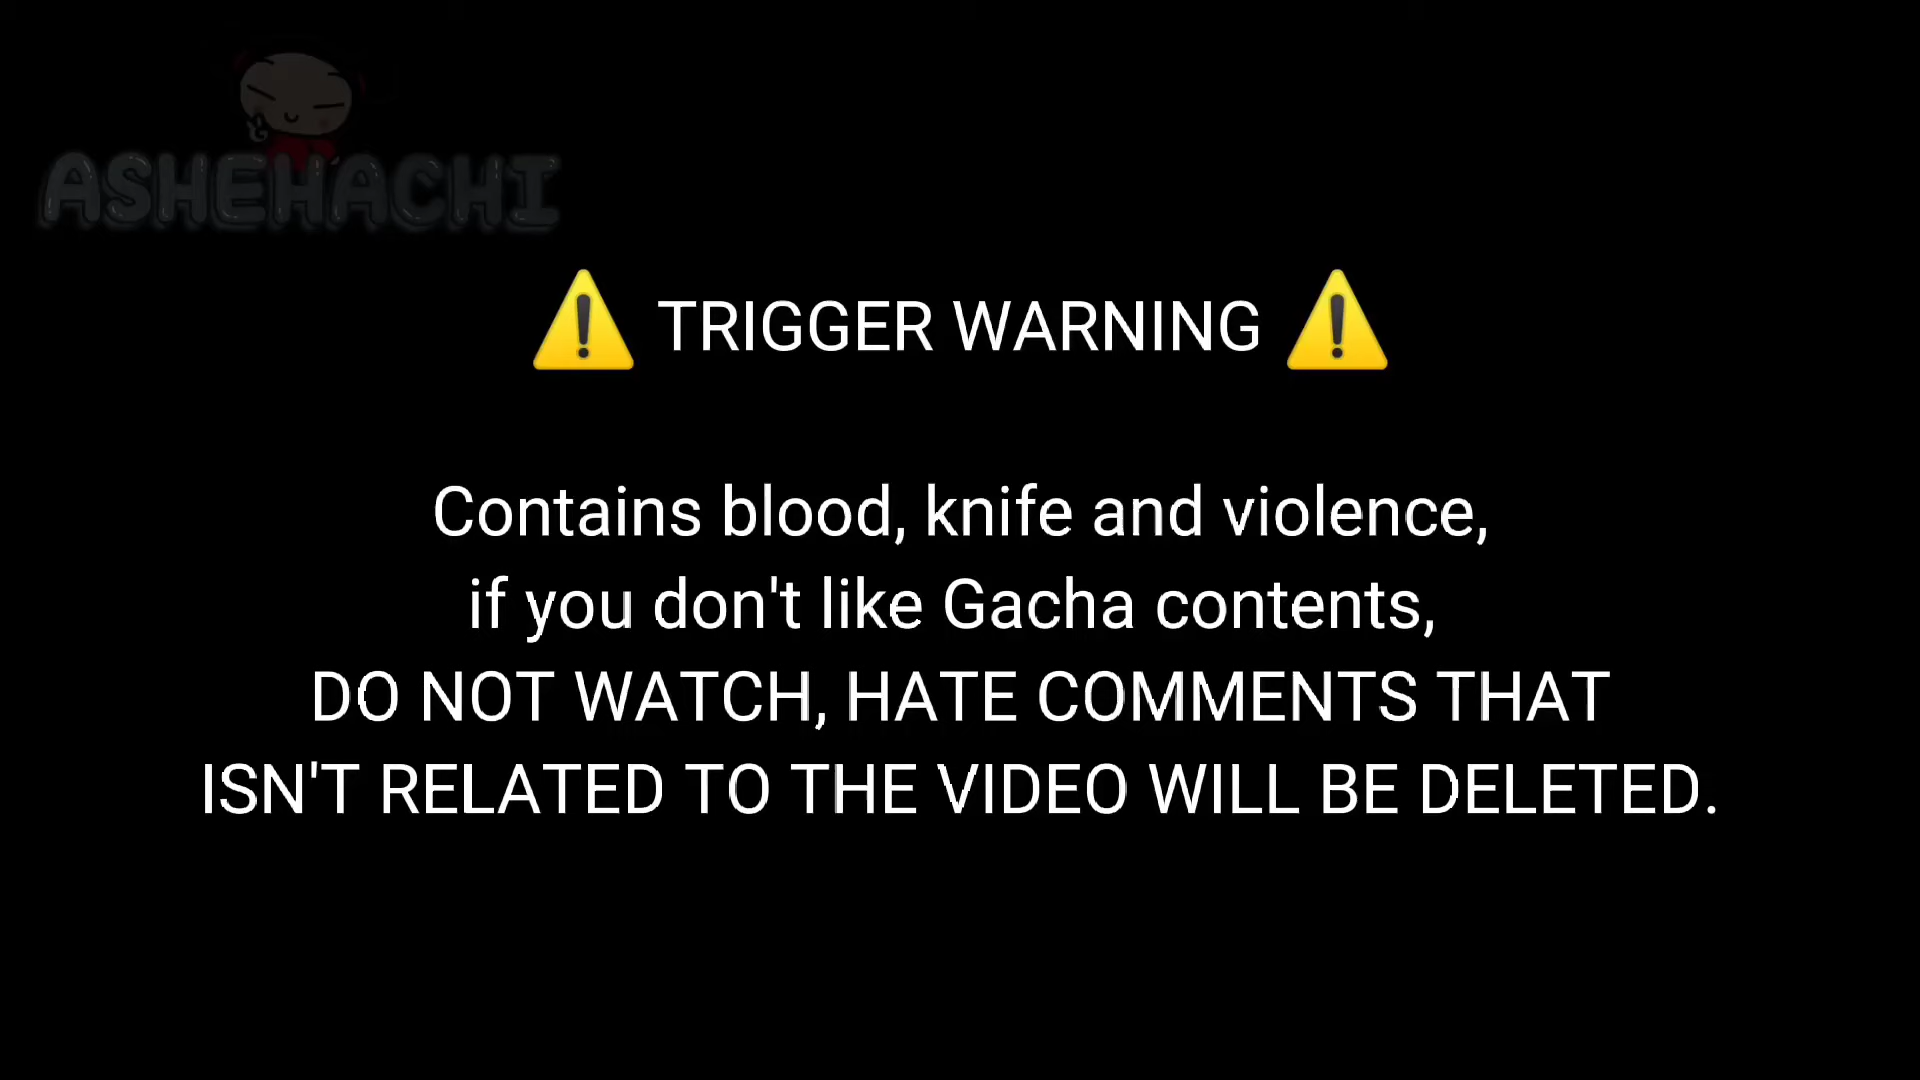 ASHEHACHI
⚠️ TRIGGER WARNING ⚠️
Contains blood, knife and violence,
if you don't like Gacha contents,
DO NOT WATCH, HATE COMMENTS THAT
ISN'T RELATED TO THE VIDEO WILL BE DELETED.